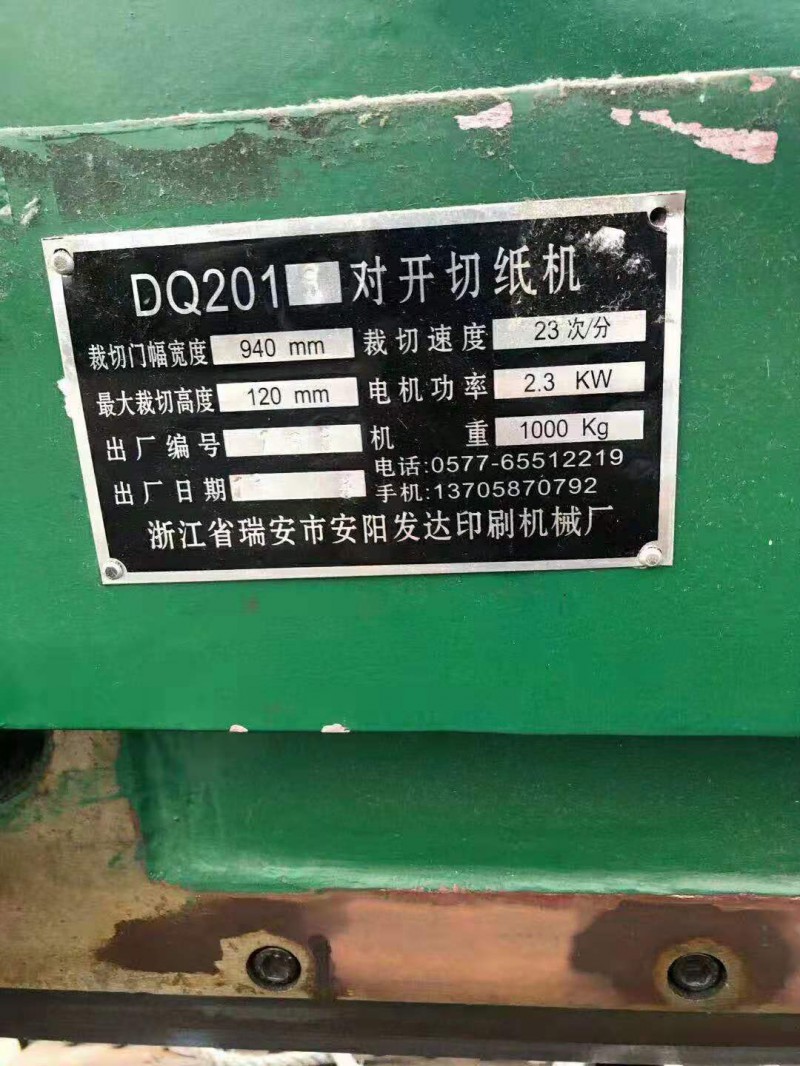 DQ201 对开切纸机
裁切门幅宽度 940 mm 裁切速度 23次/分
最大裁切高度 120 mm 电机功率 2.3 KW
出厂编号 机重 1000 Kg
电话:0577-65512219
出厂日期 手机:13705870792
浙江省瑞安市安阳发达印刷机械厂